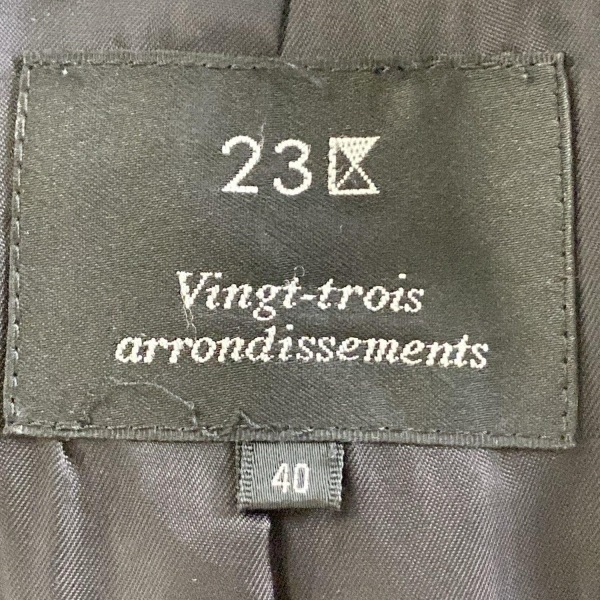 23区
Vingt-trois
arrondissements
40